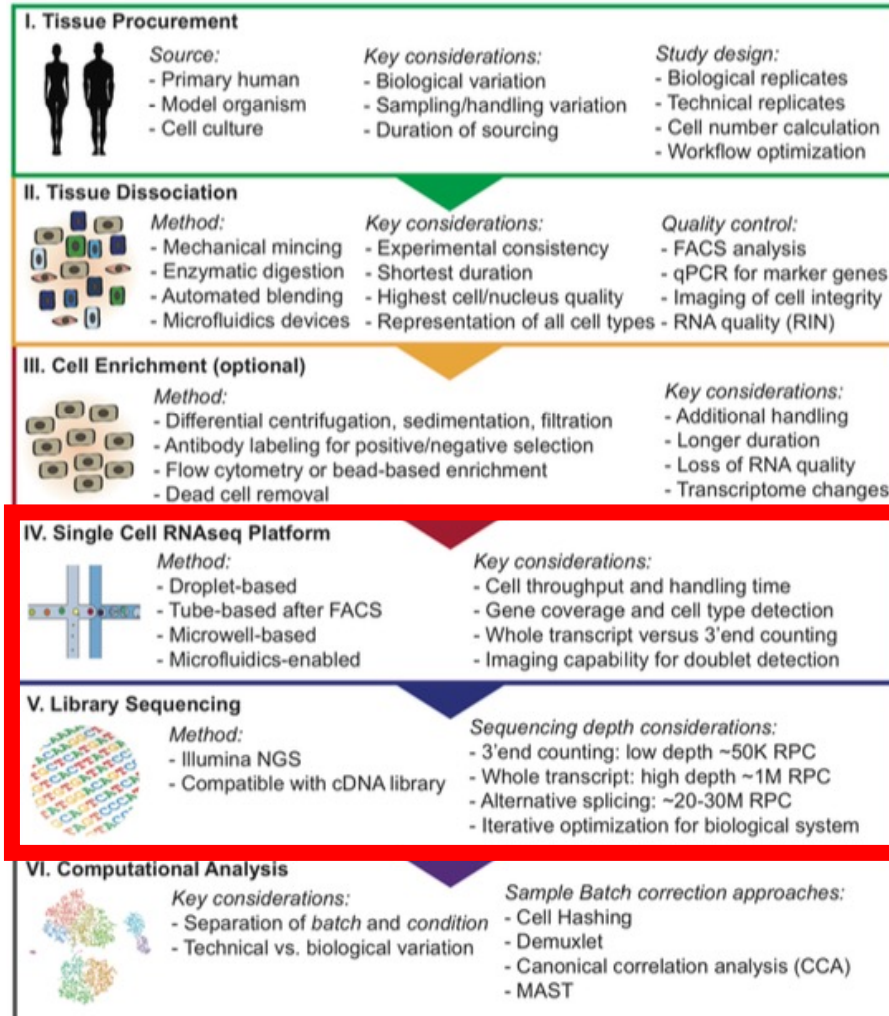 I. Tissue Procurement
Source:
- Primary human
- Model organism
- Cell culture
Key considerations:
- Biological variation
- Sampling/handling variation
- Duration of sourcing
Study design:
- Biological replicates
- Technical replicates
- Cell number calculation
- Workflow optimization
II. Tissue Dissociation
Method:
- Mechanical mincing
- Enzymatic digestion
- Automated blending
- Microfluidics devices
Key considerations:
- Experimental consistency
- Shortest duration
- Highest cell/nucleus quality
- Representation of all cell types
Quality control:
- FACS analysis
- qPCR for marker genes
- Imaging of cell integrity
- RNA quality (RIN)
III. Cell Enrichment (optional)
Method:
- Differential centrifugation, sedimentation, filtration
- Antibody labeling for positive/negative selection
- Flow cytometry or bead-based enrichment
- Dead cell removal
Key considerations:
- Additional handling
- Longer duration
- Loss of RNA quality
- Transcriptome changes
IV. Single Cell RNAseq Platform
Method:
- Droplet-based
- Tube-based after FACS
- Microwell-based
- Microfluidics-enabled
Key considerations:
- Cell throughput and handling time
- Gene coverage and cell type detection
- Whole transcript versus 3'end counting
- Imaging capability for doublet detection
V. Library Sequencing
Method:
- Illumina NGS
- Compatible with cDNA library
Sequencing depth considerations:
- 3'end counting: low depth ~50K RPC
- Whole transcript: high depth ~1M RPC
- Alternative splicing: ~20-30M RPC
- Iterative optimization for biological system
VI. Computational Analysis
Key considerations:
- Separation of batch and condition
- Technical vs. biological variation
Sample Batch correction approaches:
- Cell Hashing
- Demuxlet
- Canonical correlation analysis (CCA)
- MAST